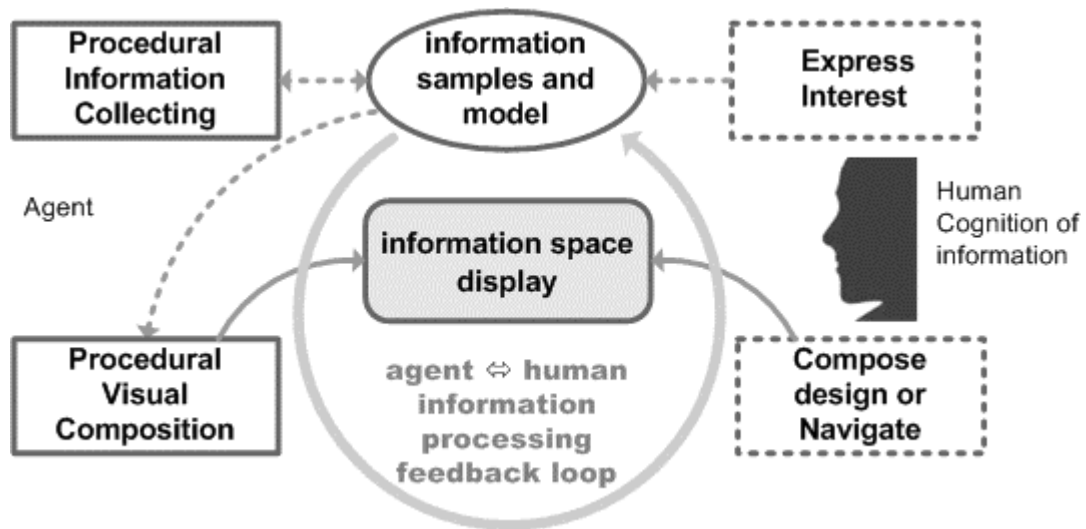 Procedural
Information
Collecting
information
samples and
model
Express
Interest
Agent
Human
Cognition of
information
information space
display
Procedural
Visual
Composition
agent ⇔ human
information
processing
feedback loop
Compose
design or
Navigate